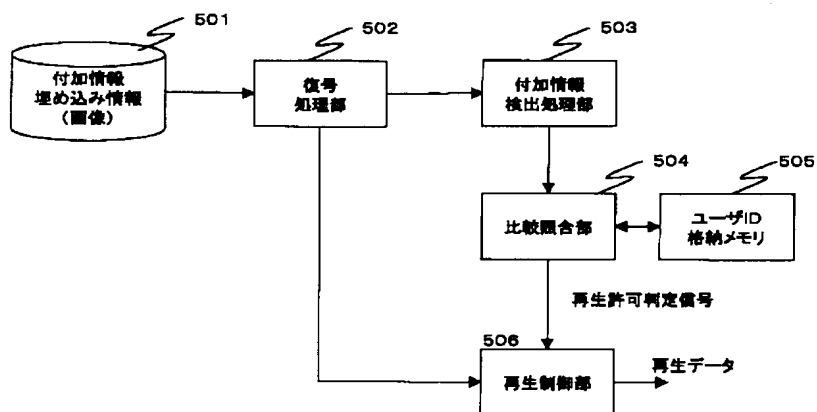 501
付加情報
埋め込み情報
(画像)
502
復号
処理部
503
付加情報
検出処理部
504
比較照合部
505
ユーザID
格納メモリ
再生許可判定信号
506
再生制御部
再生データ